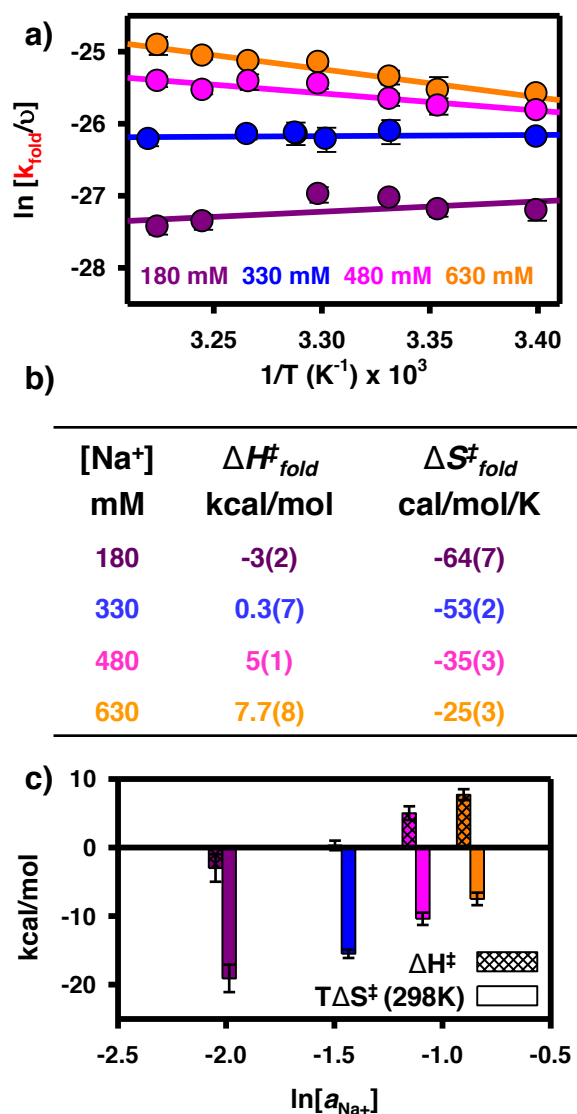 a)
ln [k_fold/υ]
-25
-26
-27
-28
180 mM 330 mM 480 mM 630 mM
3.25 3.30 3.35 3.40
1/T (K⁻¹) x 10³
b)
[Na⁺] ΔH‡fold ΔS‡fold
mM kcal/mol cal/mol/K
180 -3(2) -64(7)
330 0.3(7) -53(2)
480 5(1) -35(3)
630 7.7(8) -25(3)
c)
kcal/mol
10
0
-10
-20
ΔH‡
TΔS‡ (298K)
-2.5 -2.0 -1.5 -1.0 -0.5
ln[a_Na+]